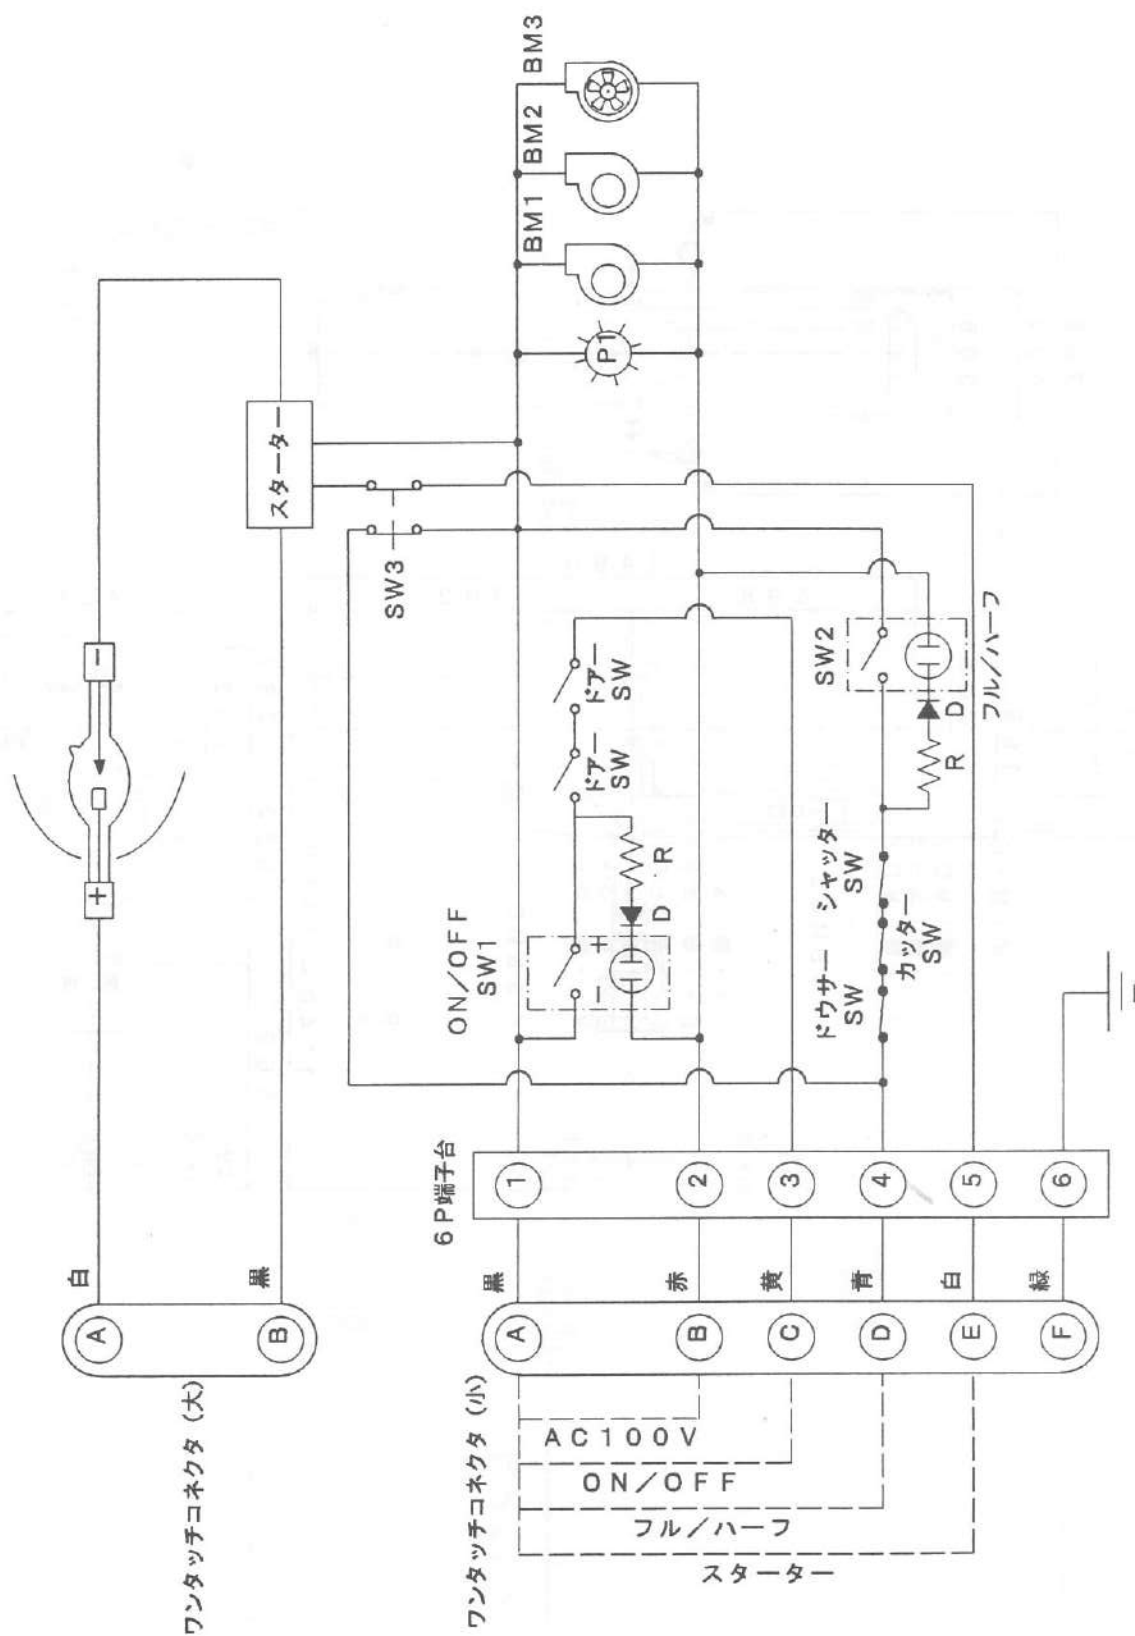 ワンタッチコネクタ(大)
A
B
白
黒
+
-
スターター
SW3
BM1
BM2
BM3
P1
ワンタッチコネクタ(小)
A
B
C
D
E
F
黒
赤
黄
青
白
緑
6P端子台
1
2
3
4
5
6
AC100V
ON/OFF
フル/ハーフ
スターター
ON/OFF
SW1
-
+
D
R
ドアー
SW
ドアー
SW
ドウサー
SW
カッター
SW
シャッター
SW
R
D
SW2
フル/ハーフ